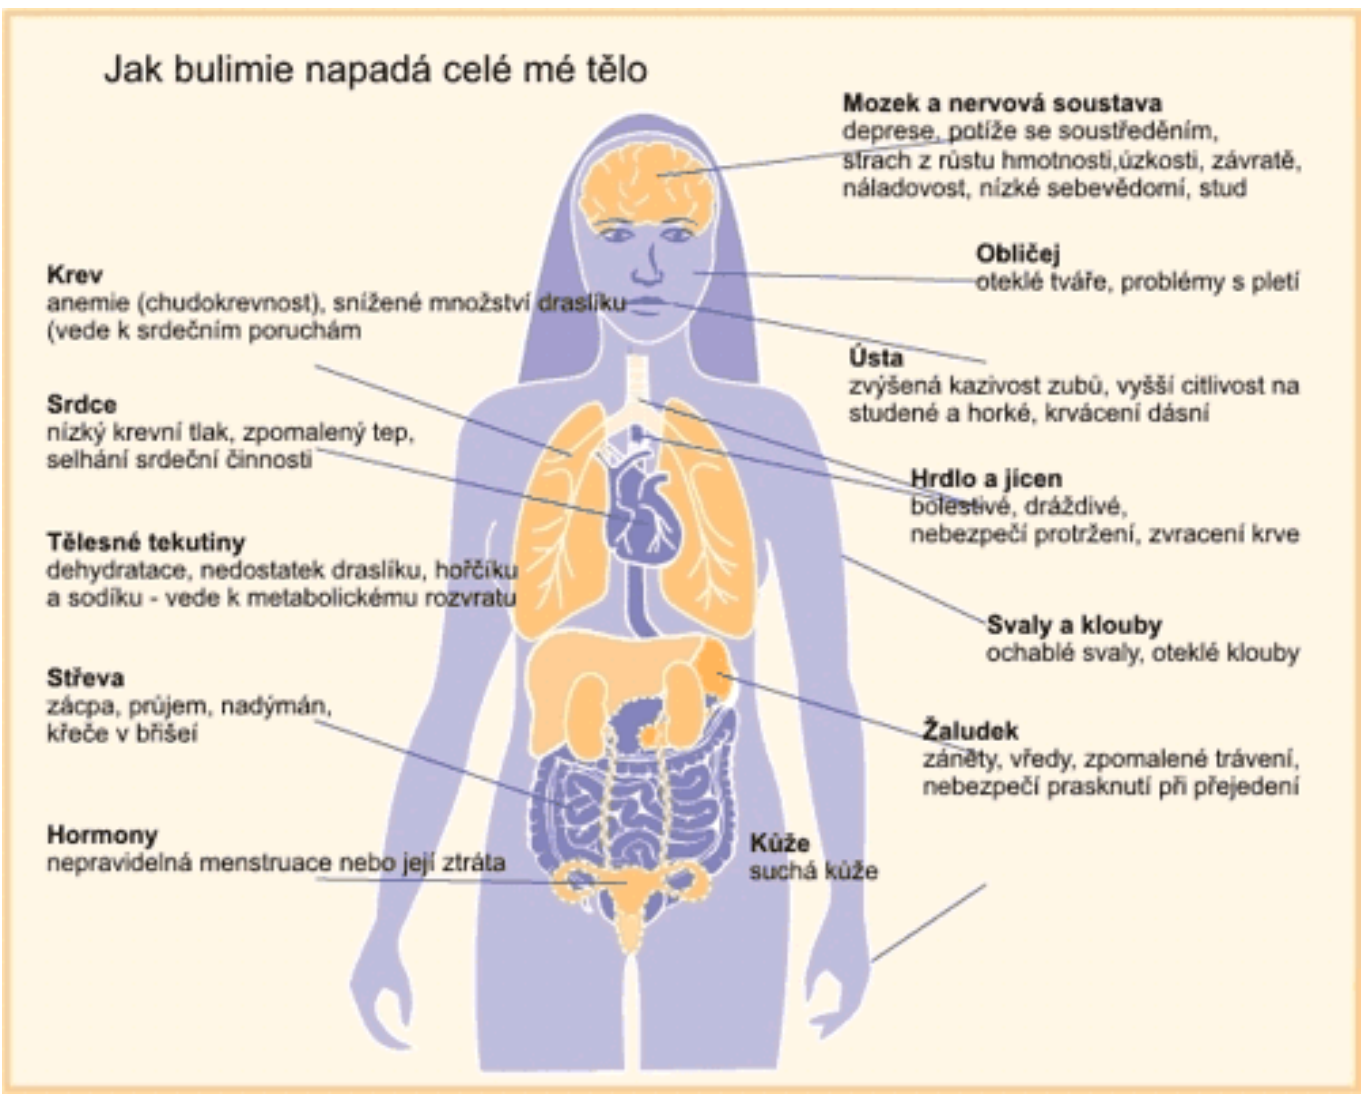 Jak bulimie napadá celé mé tělo
Mozek a nervová soustava
deprese, potíže se soustředěním,
strach z růstu hmotnosti,úzkosti, závratě,
náladovost, nízké sebevědomí, stud
Obličej
oteklé tváře, problémy s pletí
Krev
anemie (chudokrevnost), snížené množství draslíku
(vede k srdečním poruchám
Ústa
zvýšená kazivost zubů, vyšší citlivost na
studené a horké, krvácení dásní
Srdce
nízký krevní tlak, zpomalený tep,
selhání srdeční činnosti
Hrdlo a jícen
bolestivé, dráždivé,
nebezpečí protržení, zvracení krve
Tělesné tekutiny
dehydratace, nedostatek draslíku, hořčíku
a sodíku - vede k metabolickému rozvratu
Svaly a klouby
ochablé svaly, oteklé klouby
Střeva
zácpa, průjem, nadýmán,
křeče v břišeí
Žaludek
záněty, vředy, zpomalené trávení,
nebezpečí prasknutí při přejedení
Hormony
nepravidelná menstruace nebo její ztráta
Kůže
suchá kůže